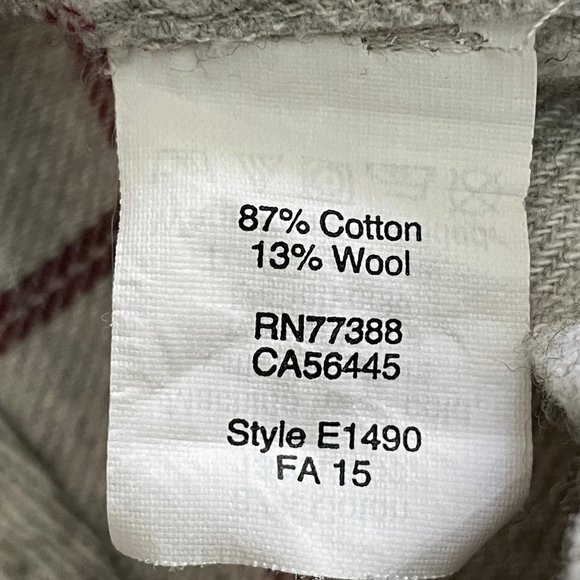 87% Cotton
13% Wool
RN77388
CA56445
Style E1490
FA 15